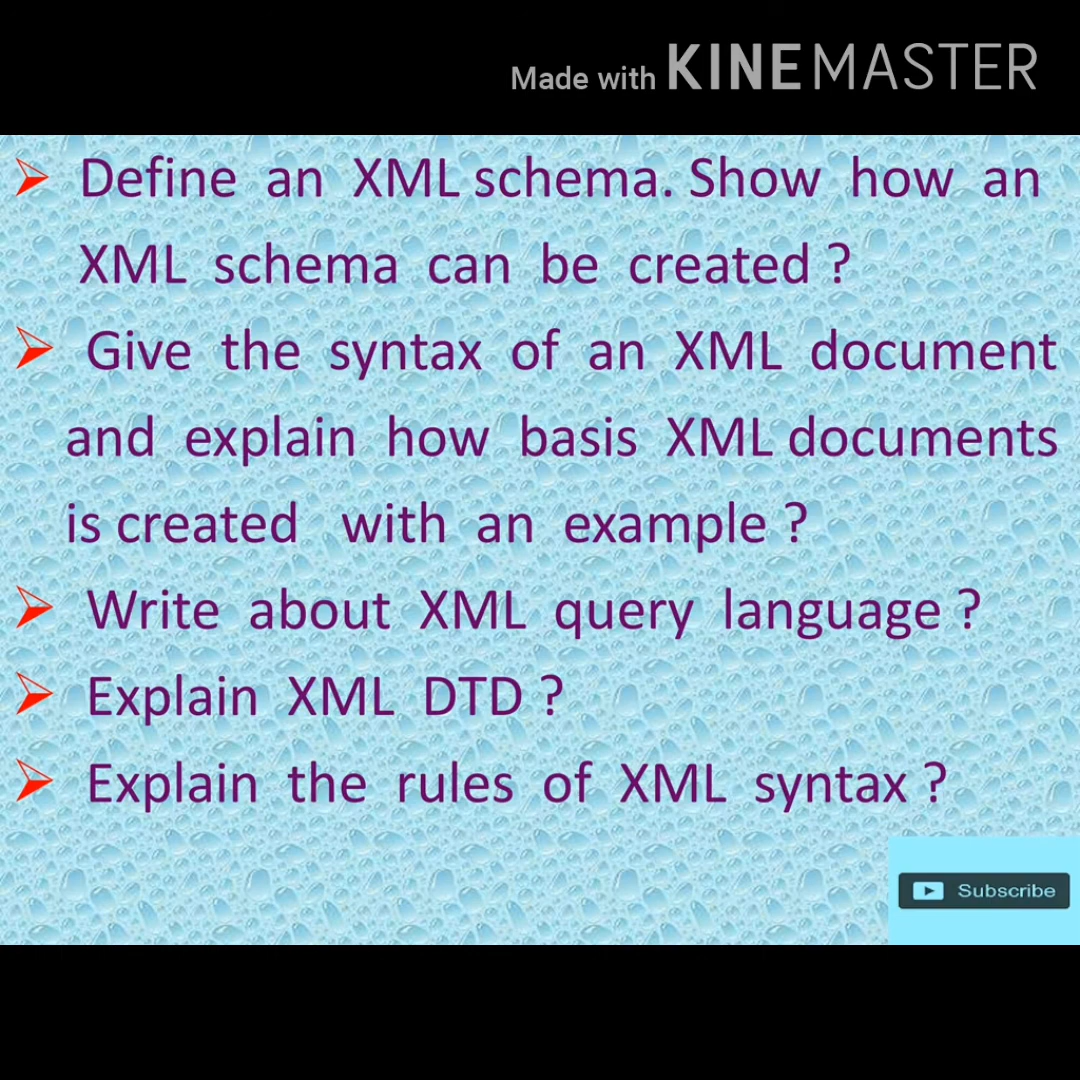 Made with KINEMASTER
Define an XML schema. Show how an
XML schema can be created ?
Give the syntax of an XML document
and explain how basis XML documents
is created with an example ?
Write about XML query language ?
Explain XML DTD ?
Explain the rules of XML syntax ?
Subscribe